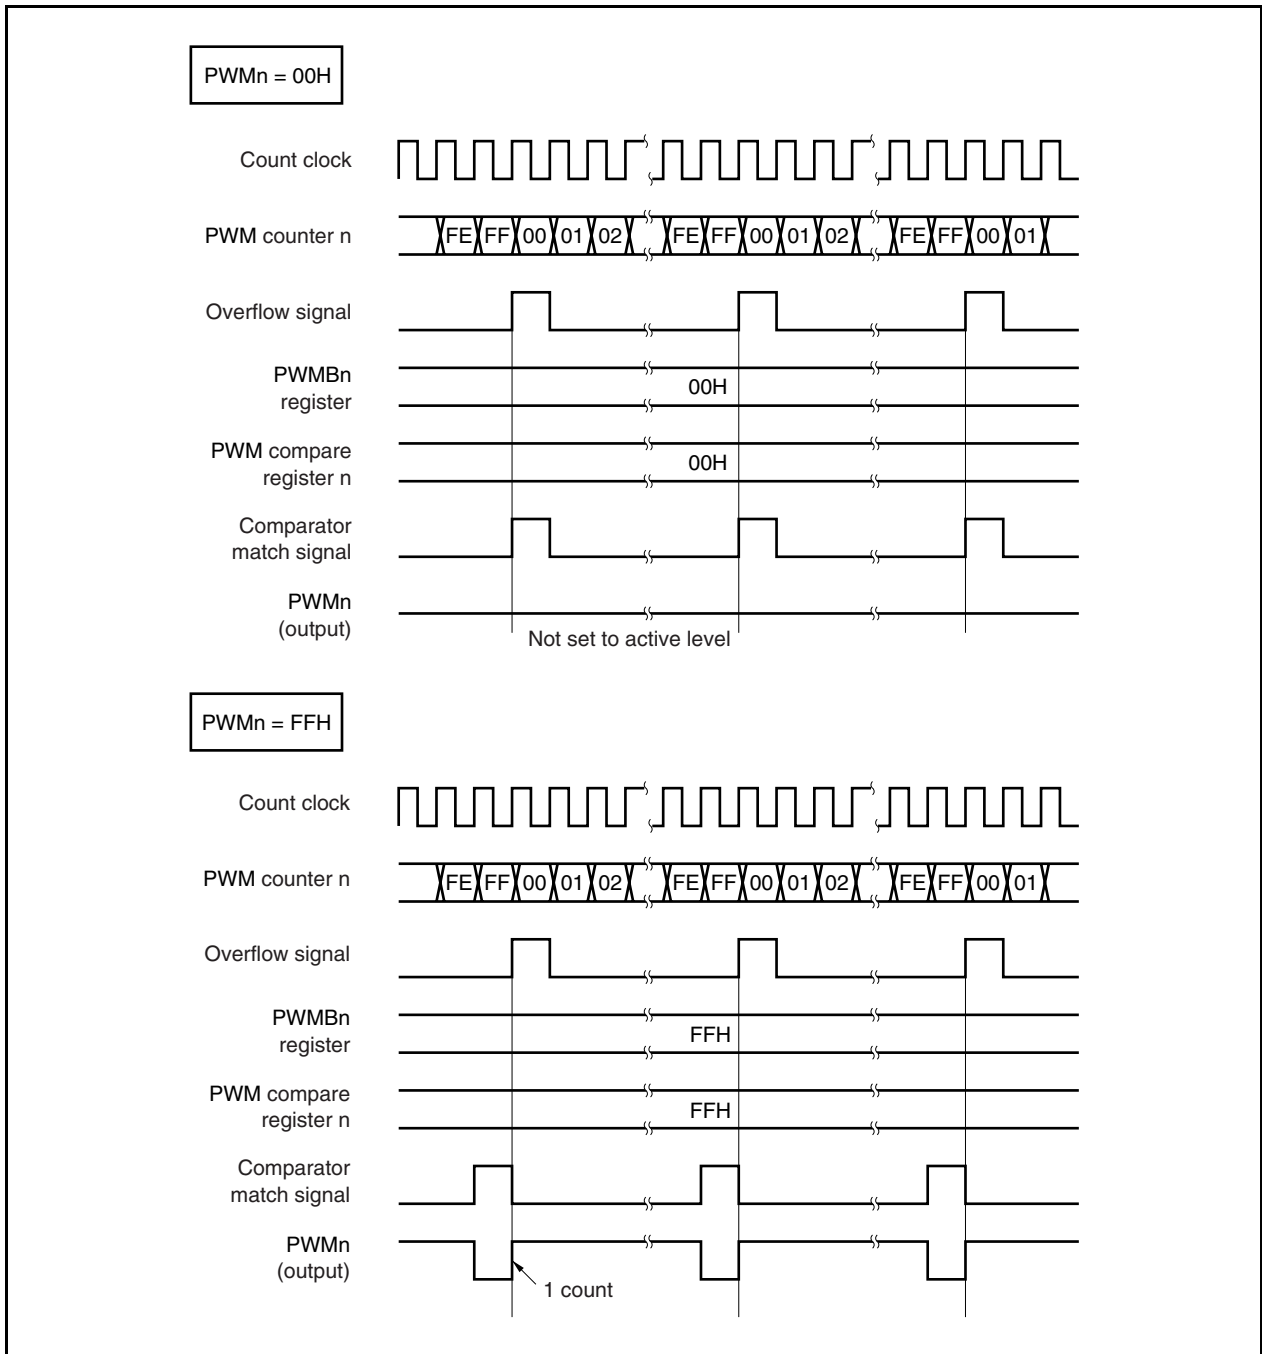 PWMn = 00H
Count clock
PWM counter n
FE FF 00 01 02 FE FF 00 01 02 FE FF 00 01
Overflow signal
PWMBn
register
00H
PWM compare
register n
00H
Comparator
match signal
PWMn
(output)
Not set to active level
PWMn = FFH
Count clock
PWM counter n
FE FF 00 01 02 FE FF 00 01 02 FE FF 00 01
Overflow signal
PWMBn
register
FFH
PWM compare
register n
FFH
Comparator
match signal
PWMn
(output)
1 count